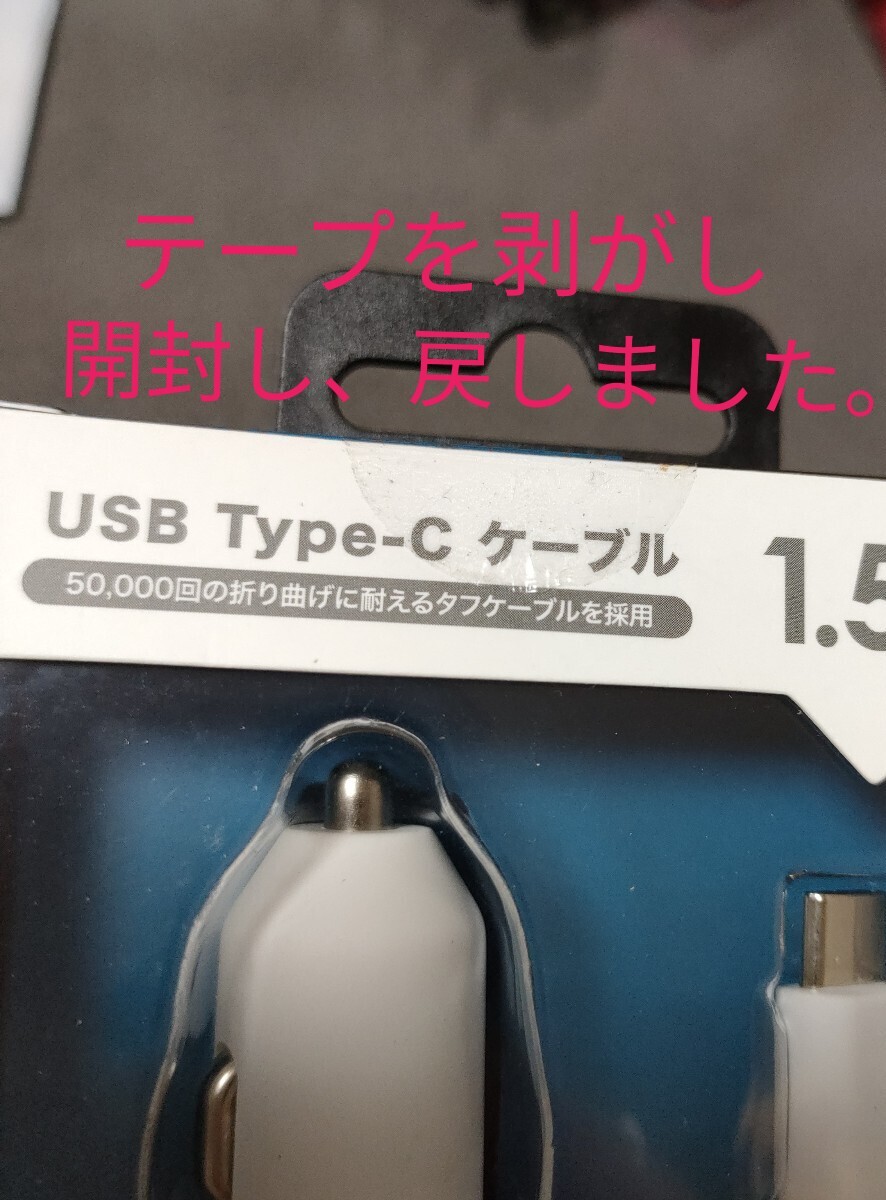 テープを剥がし
開封し、戻しました。
USB Type-C ケーブル
50,000回の折り曲げに耐えるタフケーブルを採用
1.5